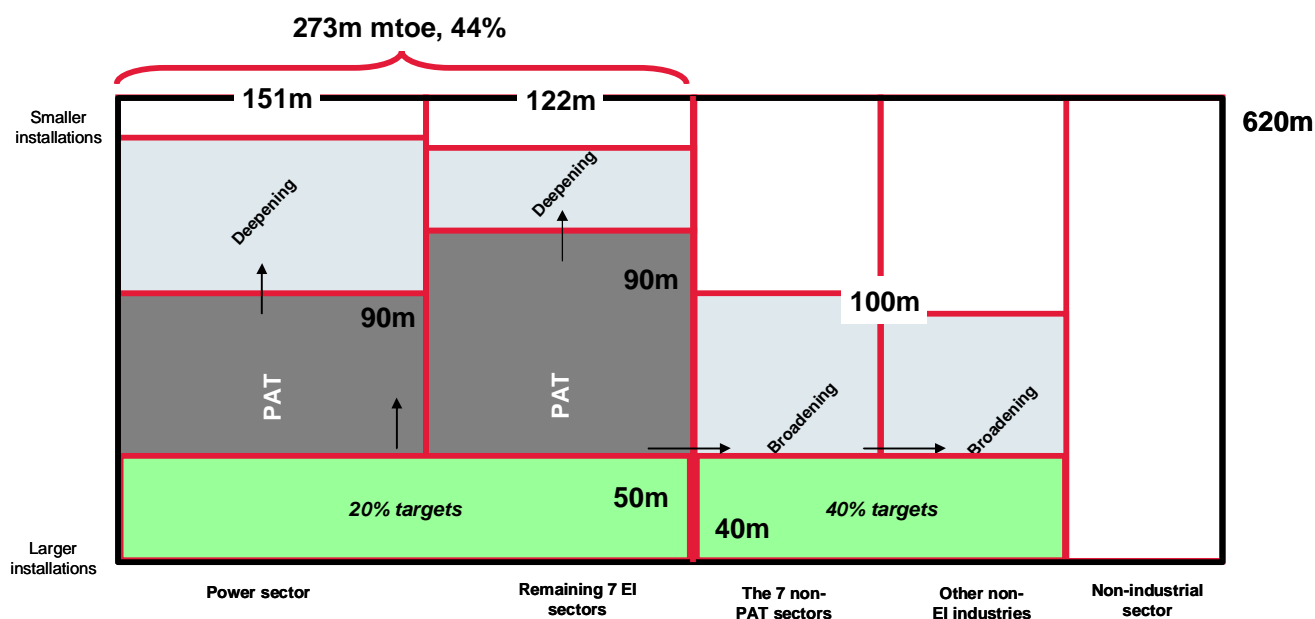 273m mtoe, 44%
151m
122m
Smaller
installations
620m
Deepening
Deepening
90m
90m
100m
PAT
PAT
Broadening
Broadening
20% targets
50m
40m
40% targets
Larger
installations
Power sector
Remaining 7 EI
sectors
The 7 non-
PAT sectors
Other non-
EI industries
Non-industrial
sector